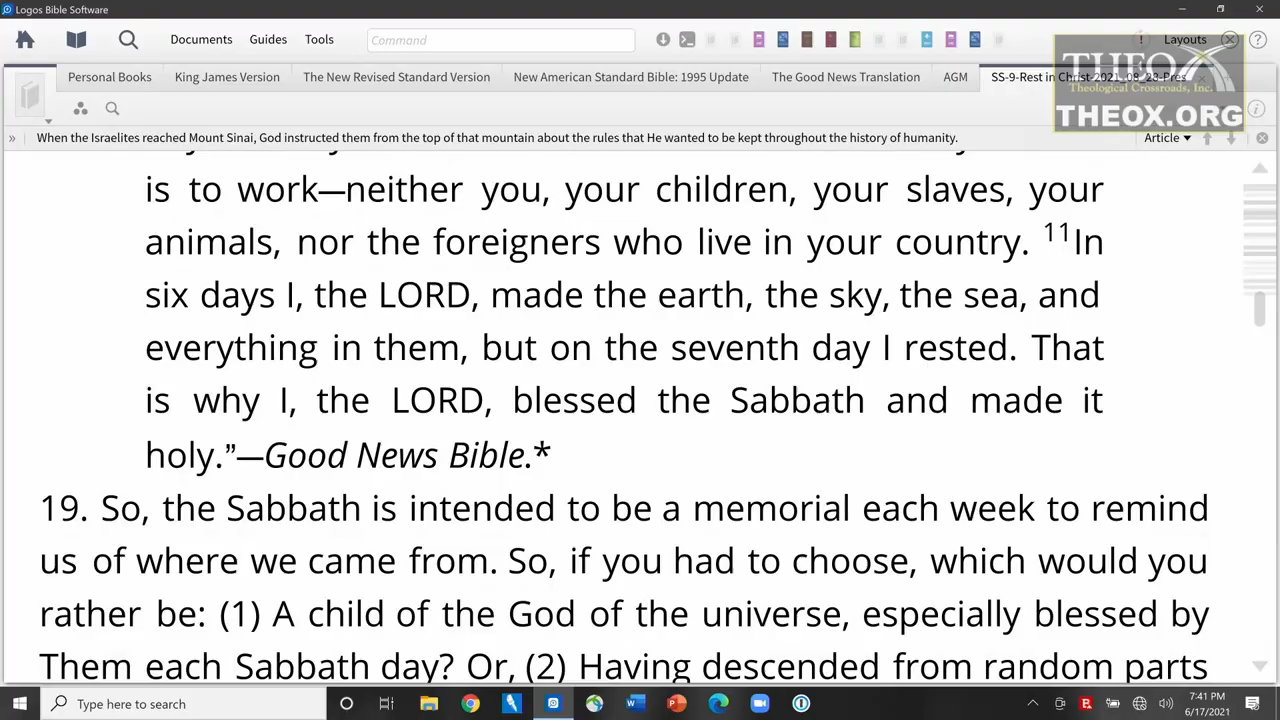 Logos Bible Software
Documents Guides Tools Command Layouts
Personal Books King James Version The New Revised Standard Version New American Standard Bible: 1995 Update The Good News Translation AGM SS-9-Rest in Christ-2021_08_28-Pres
THEOX
Theological Crossroads, Inc.
THEOX.ORG
» When the Israelites reached Mount Sinai, God instructed them from the top of that mountain about the rules that He wanted to be kept throughout the history of humanity. Article
is to work—neither you, your children, your slaves, your
animals, nor the foreigners who live in your country. 11In
six days I, the LORD, made the earth, the sky, the sea, and
everything in them, but on the seventh day I rested. That
is why I, the LORD, blessed the Sabbath and made it
holy.”—Good News Bible.*
19. So, the Sabbath is intended to be a memorial each week to remind
us of where we came from. So, if you had to choose, which would you
rather be: (1) A child of the God of the universe, especially blessed by
Them each Sabbath day? Or, (2) Having descended from random parts
Type here to search
7:41 PM
6/17/2021